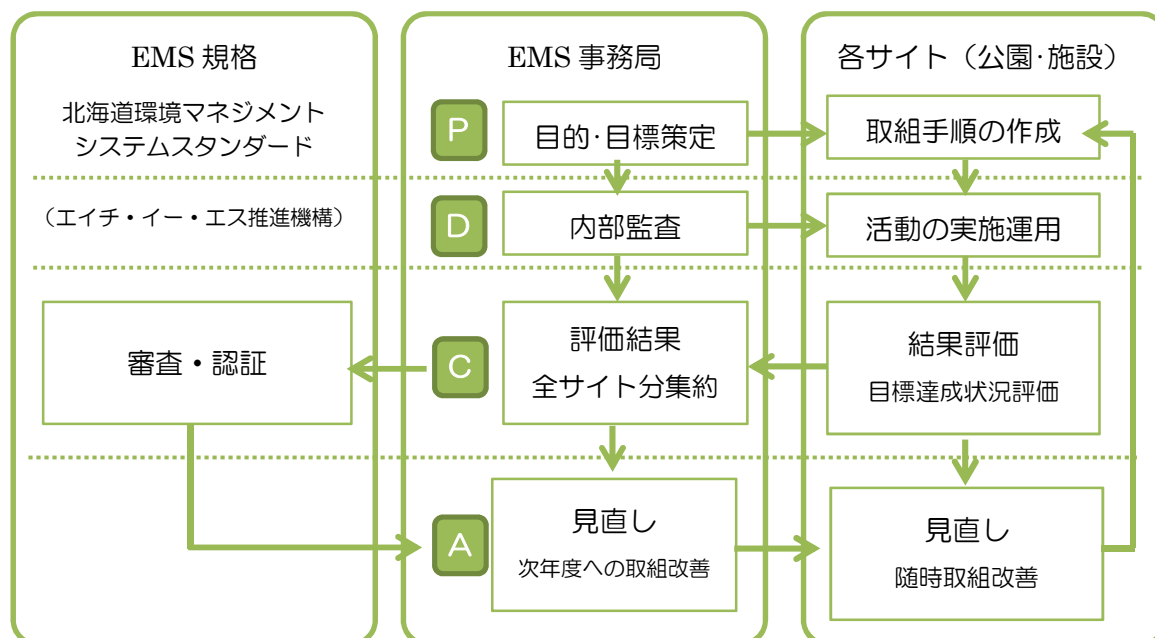 EMS 規格
北海道環境マネジメント
システムスタンダード
（エイチ・イー・エス推進機構）
審査・認証
EMS 事務局
P
目的･目標策定
D
内部監査
C
評価結果
全サイト分集約
A
見直し
次年度への取組改善
各サイト（公園･施設）
取組手順の作成
活動の実施運用
結果評価
目標達成状況評価
見直し
随時取組改善